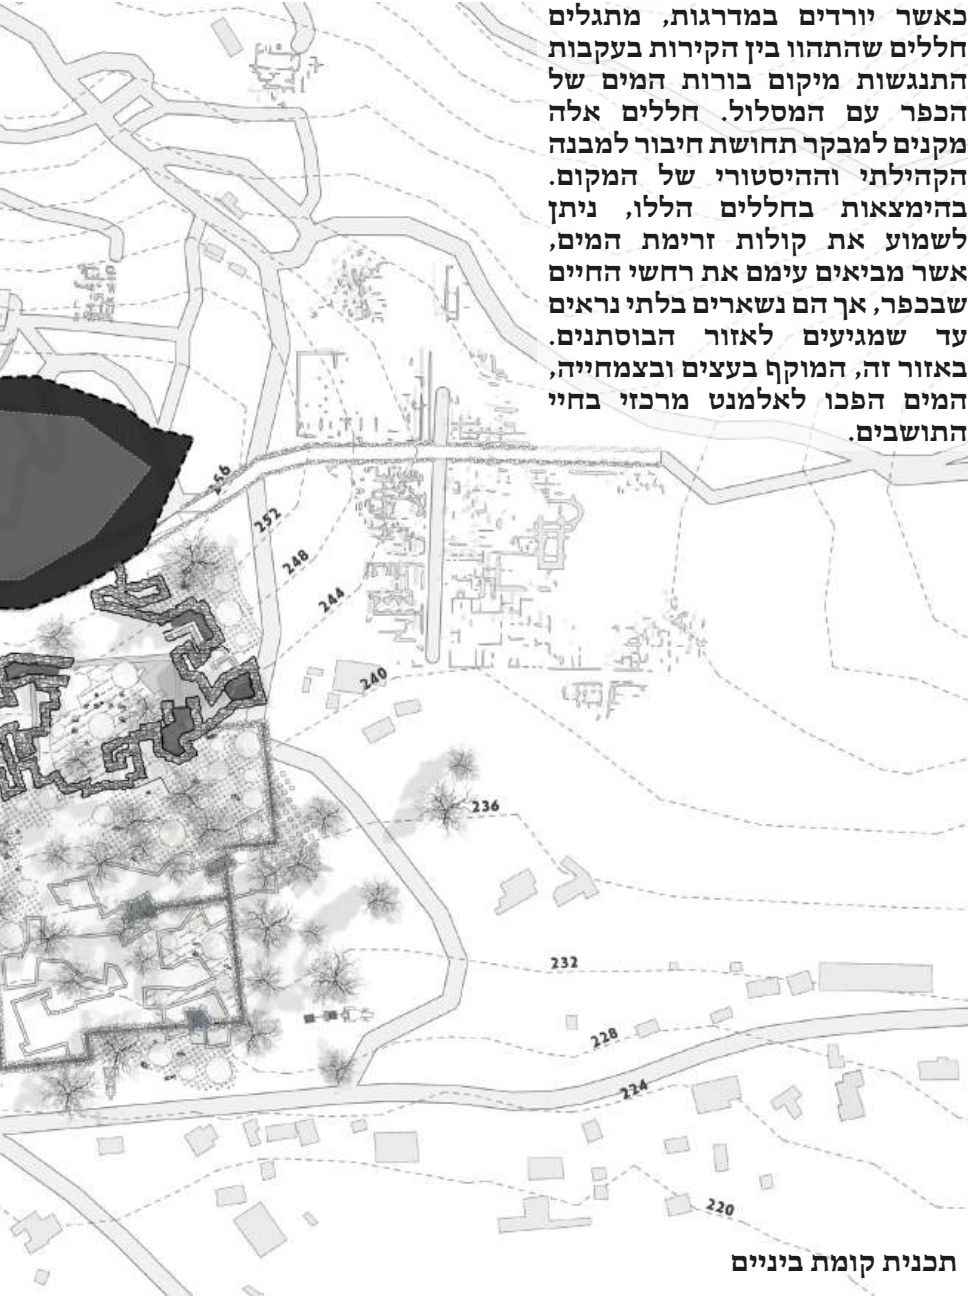 כאשר יורדים במדרגות, מתגלים
חללים שהתהוו בין הקירות בעקבות
התנגשות מיקום בורות המים של
הכפר עם המסלול. חללים אלה
מקנים למבקר תחושת חיבור למבנה
הקהילתי וההיסטורי של המקום.
בהימצאות בחללים הללו, ניתן
לשמוע את קולות זרימת המים,
אשר מביאים עימם את רחשי החיים
שבכפר, אך הם נשארים בלתי נראים
עד שמגיעים לאזור הבוסתנים.
באזור זה, המוקף בעצים ובצמחייה,
המים הפכו לאלמנט מרכזי בחיי
התושבים.
256
252
248
244
240
236
232
228
224
220
תכנית קומת ביניים